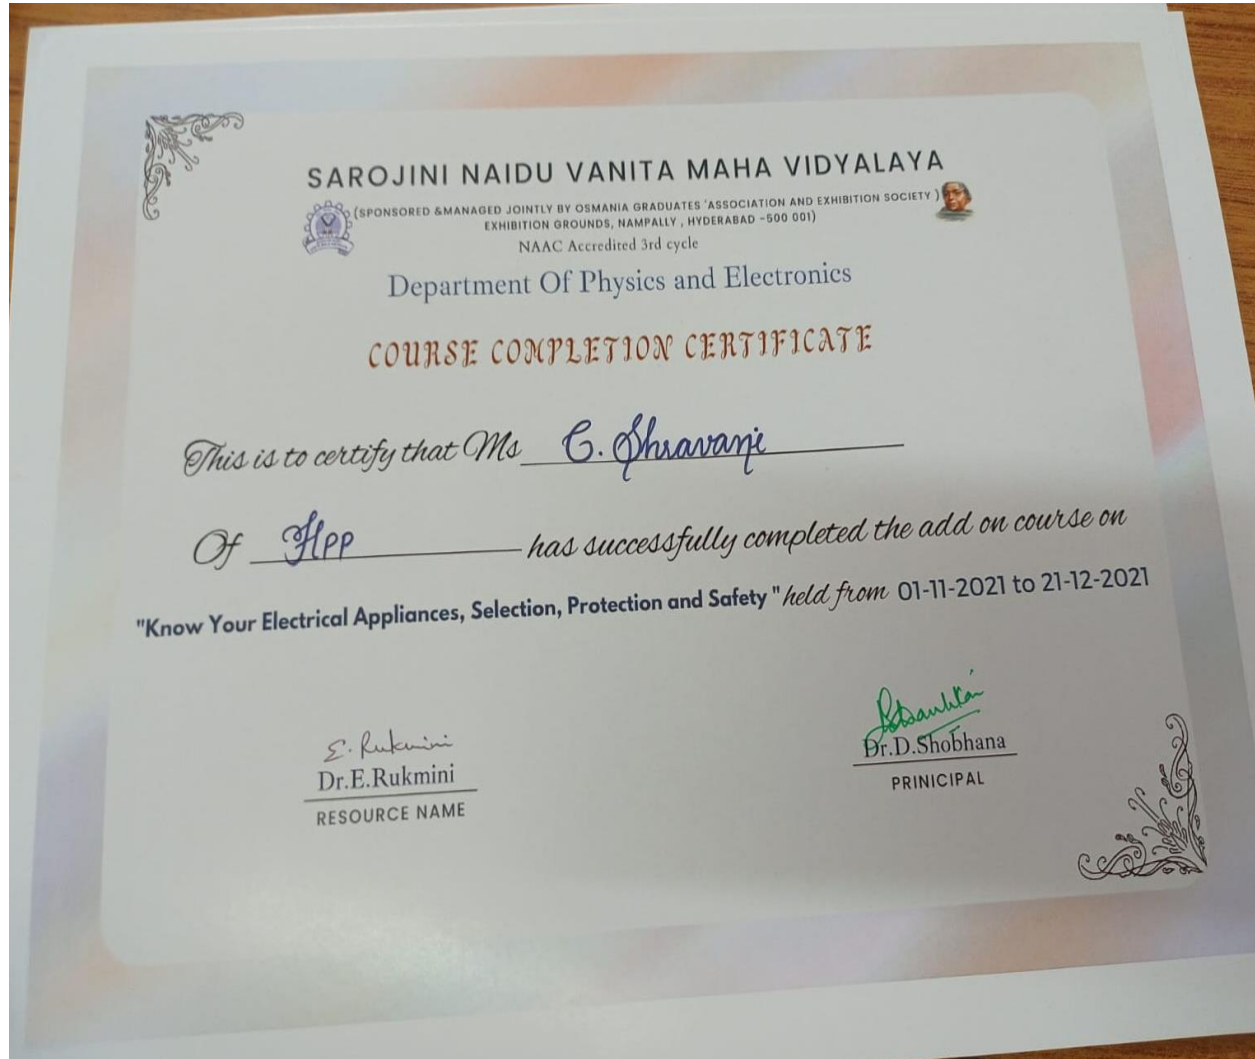 SAROJINI NAIDU VANITA MAHA VIDYALAYA
(SPONSORED &MANAGED JOINTLY BY OSMANIA GRADUATES 'ASSOCIATION AND EXHIBITION SOCIETY )
EXHIBITION GROUNDS, NAMPALLY , HYDERABAD -500 001)
NAAC Accredited 3rd cycle
Department Of Physics and Electronics
COURSE COMPLETION CERTIFICATE
This is to certify that Ms G. Shravani
Of HPP has successfully completed the add on course on
"Know Your Electrical Appliances, Selection, Protection and Safety "held from 01-11-2021 to 21-12-2021
E. Rukmini
Dr.E.Rukmini
RESOURCE NAME
Dr.D.Shobhana
PRINICIPAL